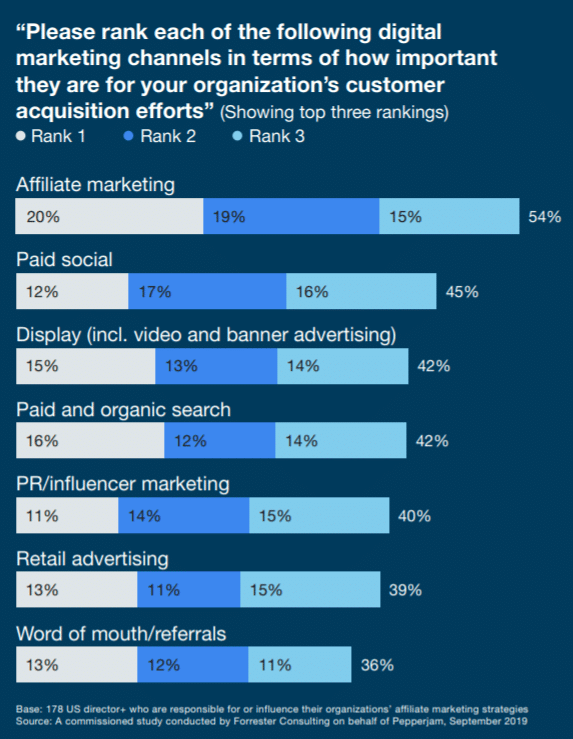 “Please rank each of the following digital
marketing channels in terms of how important
they are for your organization’s customer
acquisition efforts” (Showing top three rankings)
Rank 1 Rank 2 Rank 3
Affiliate marketing
20% 19% 15% 54%
Paid social
12% 17% 16% 45%
Display (incl. video and banner advertising)
15% 13% 14% 42%
Paid and organic search
16% 12% 14% 42%
PR/influencer marketing
11% 14% 15% 40%
Retail advertising
13% 11% 15% 39%
Word of mouth/referrals
13% 12% 11% 36%
Base: 178 US director+ who are responsible for or influence their organizations’ affiliate marketing strategies
Source: A commissioned study conducted by Forrester Consulting on behalf of Pepperjam, September 2019